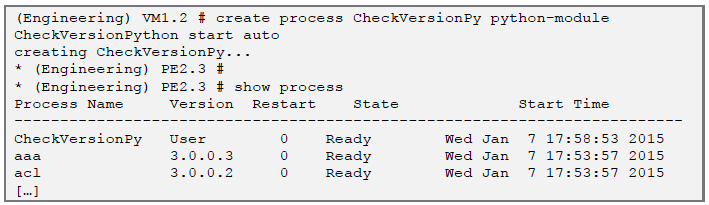 (Engineering) VM1.2 # create process CheckVersionPy python-module
CheckVersionPython start auto
creating CheckVersionPy...
* (Engineering) PE2.3 #
* (Engineering) PE2.3 # show process
Process Name     Version  Restart    State             Start Time
-------------------------------------------------------------------------
CheckVersionPy   User        0    Ready        Wed Jan  7 17:58:53 2015
aaa              3.0.0.3     0    Ready        Wed Jan  7 17:53:57 2015
acl              3.0.0.2     0    Ready        Wed Jan  7 17:53:57 2015
[…]